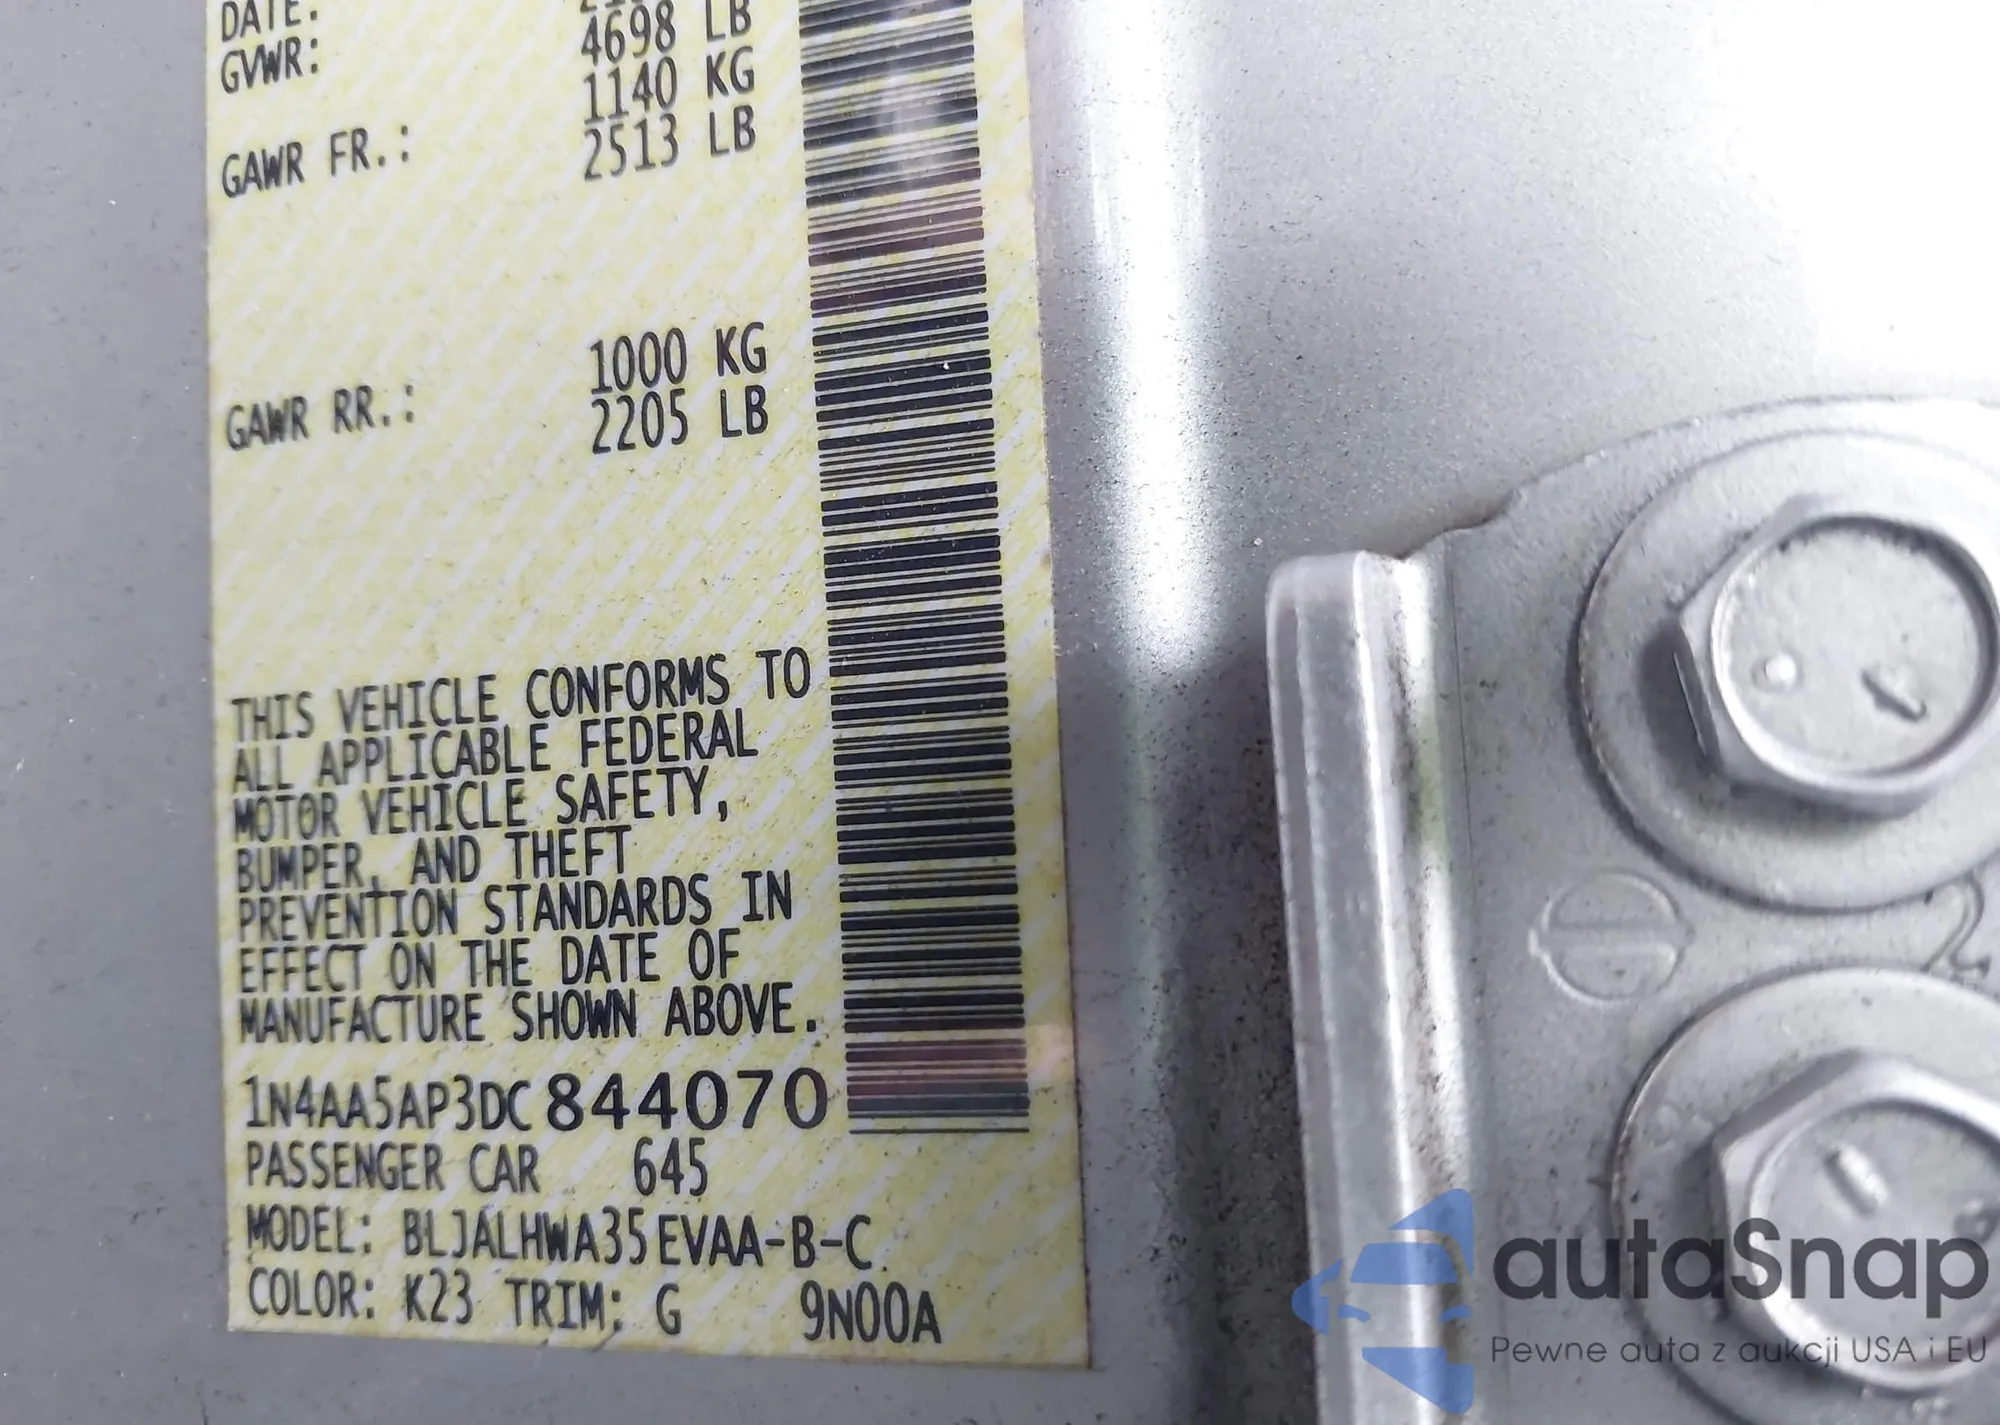 DATE:
GVWR: 4698 LB
1140 KG
GAWR FR.: 2513 LB
1000 KG
GAWR RR.: 2205 LB
THIS VEHICLE CONFORMS TO
ALL APPLICABLE FEDERAL
MOTOR VEHICLE SAFETY,
BUMPER, AND THEFT
PREVENTION STANDARDS IN
EFFECT ON THE DATE OF
MANUFACTURE SHOWN ABOVE.
1N4AA5AP3DC844070
PASSENGER CAR 645
MODEL: BLJALHWA35EVAA-B-C
COLOR: K23 TRIM: G 9N00A
autaSnap
Pewne auta z aukcji USA i EU